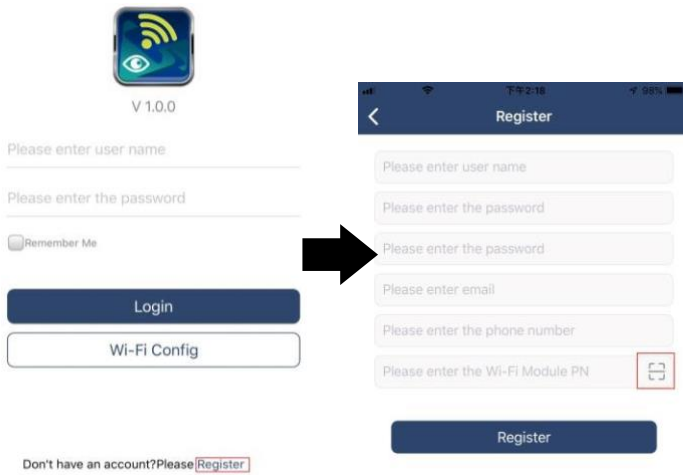 V 1.0.0
Please enter user name
Please enter the password
Remember Me
Login
Wi-Fi Config
Don't have an account?Please Register
下午2:18
98%
Register
Please enter user name
Please enter the password
Please enter the password
Please enter email
Please enter the phone number
Please enter the Wi-Fi Module PN
Register